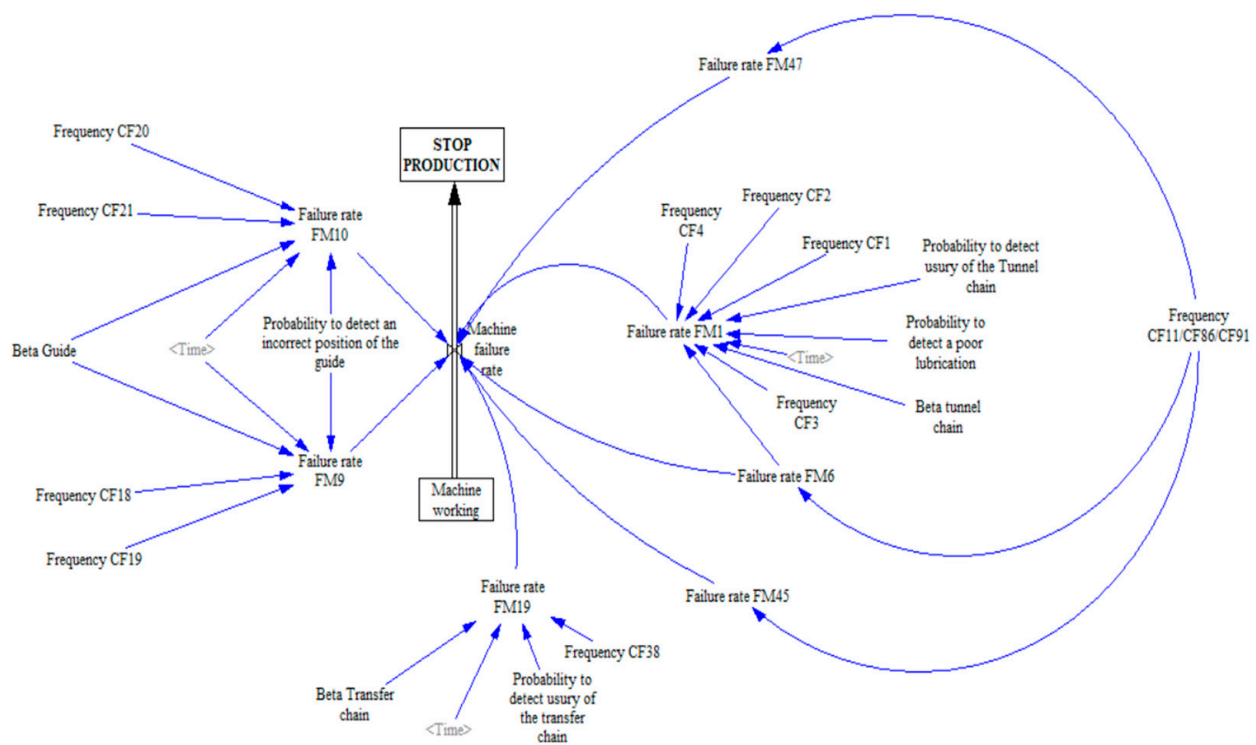 Failure rate FM47
Frequency CF20
STOP
PRODUCTION
Frequency CF21
Failure rate
FM10
Frequency
CF4
Frequency CF2
Frequency CF1
Probability to detect
usury of the Tunnel
chain
Beta Guide
<Time>
Probability to detect an
incorrect position of the
guide
Machine
failure
rate
Failure rate FM1
Probability to
detect a poor
lubrication
<Time>
Frequency
CF11/CF86/CF91
Frequency
CF3
Beta tunnel
chain
Failure rate
FM9
Frequency CF18
Machine
working
Failure rate FM6
Frequency CF19
Failure rate
FM19
Failure rate FM45
Frequency CF38
Beta Transfer
chain
<Time>
Probability to
detect usury of
the transfer
chain